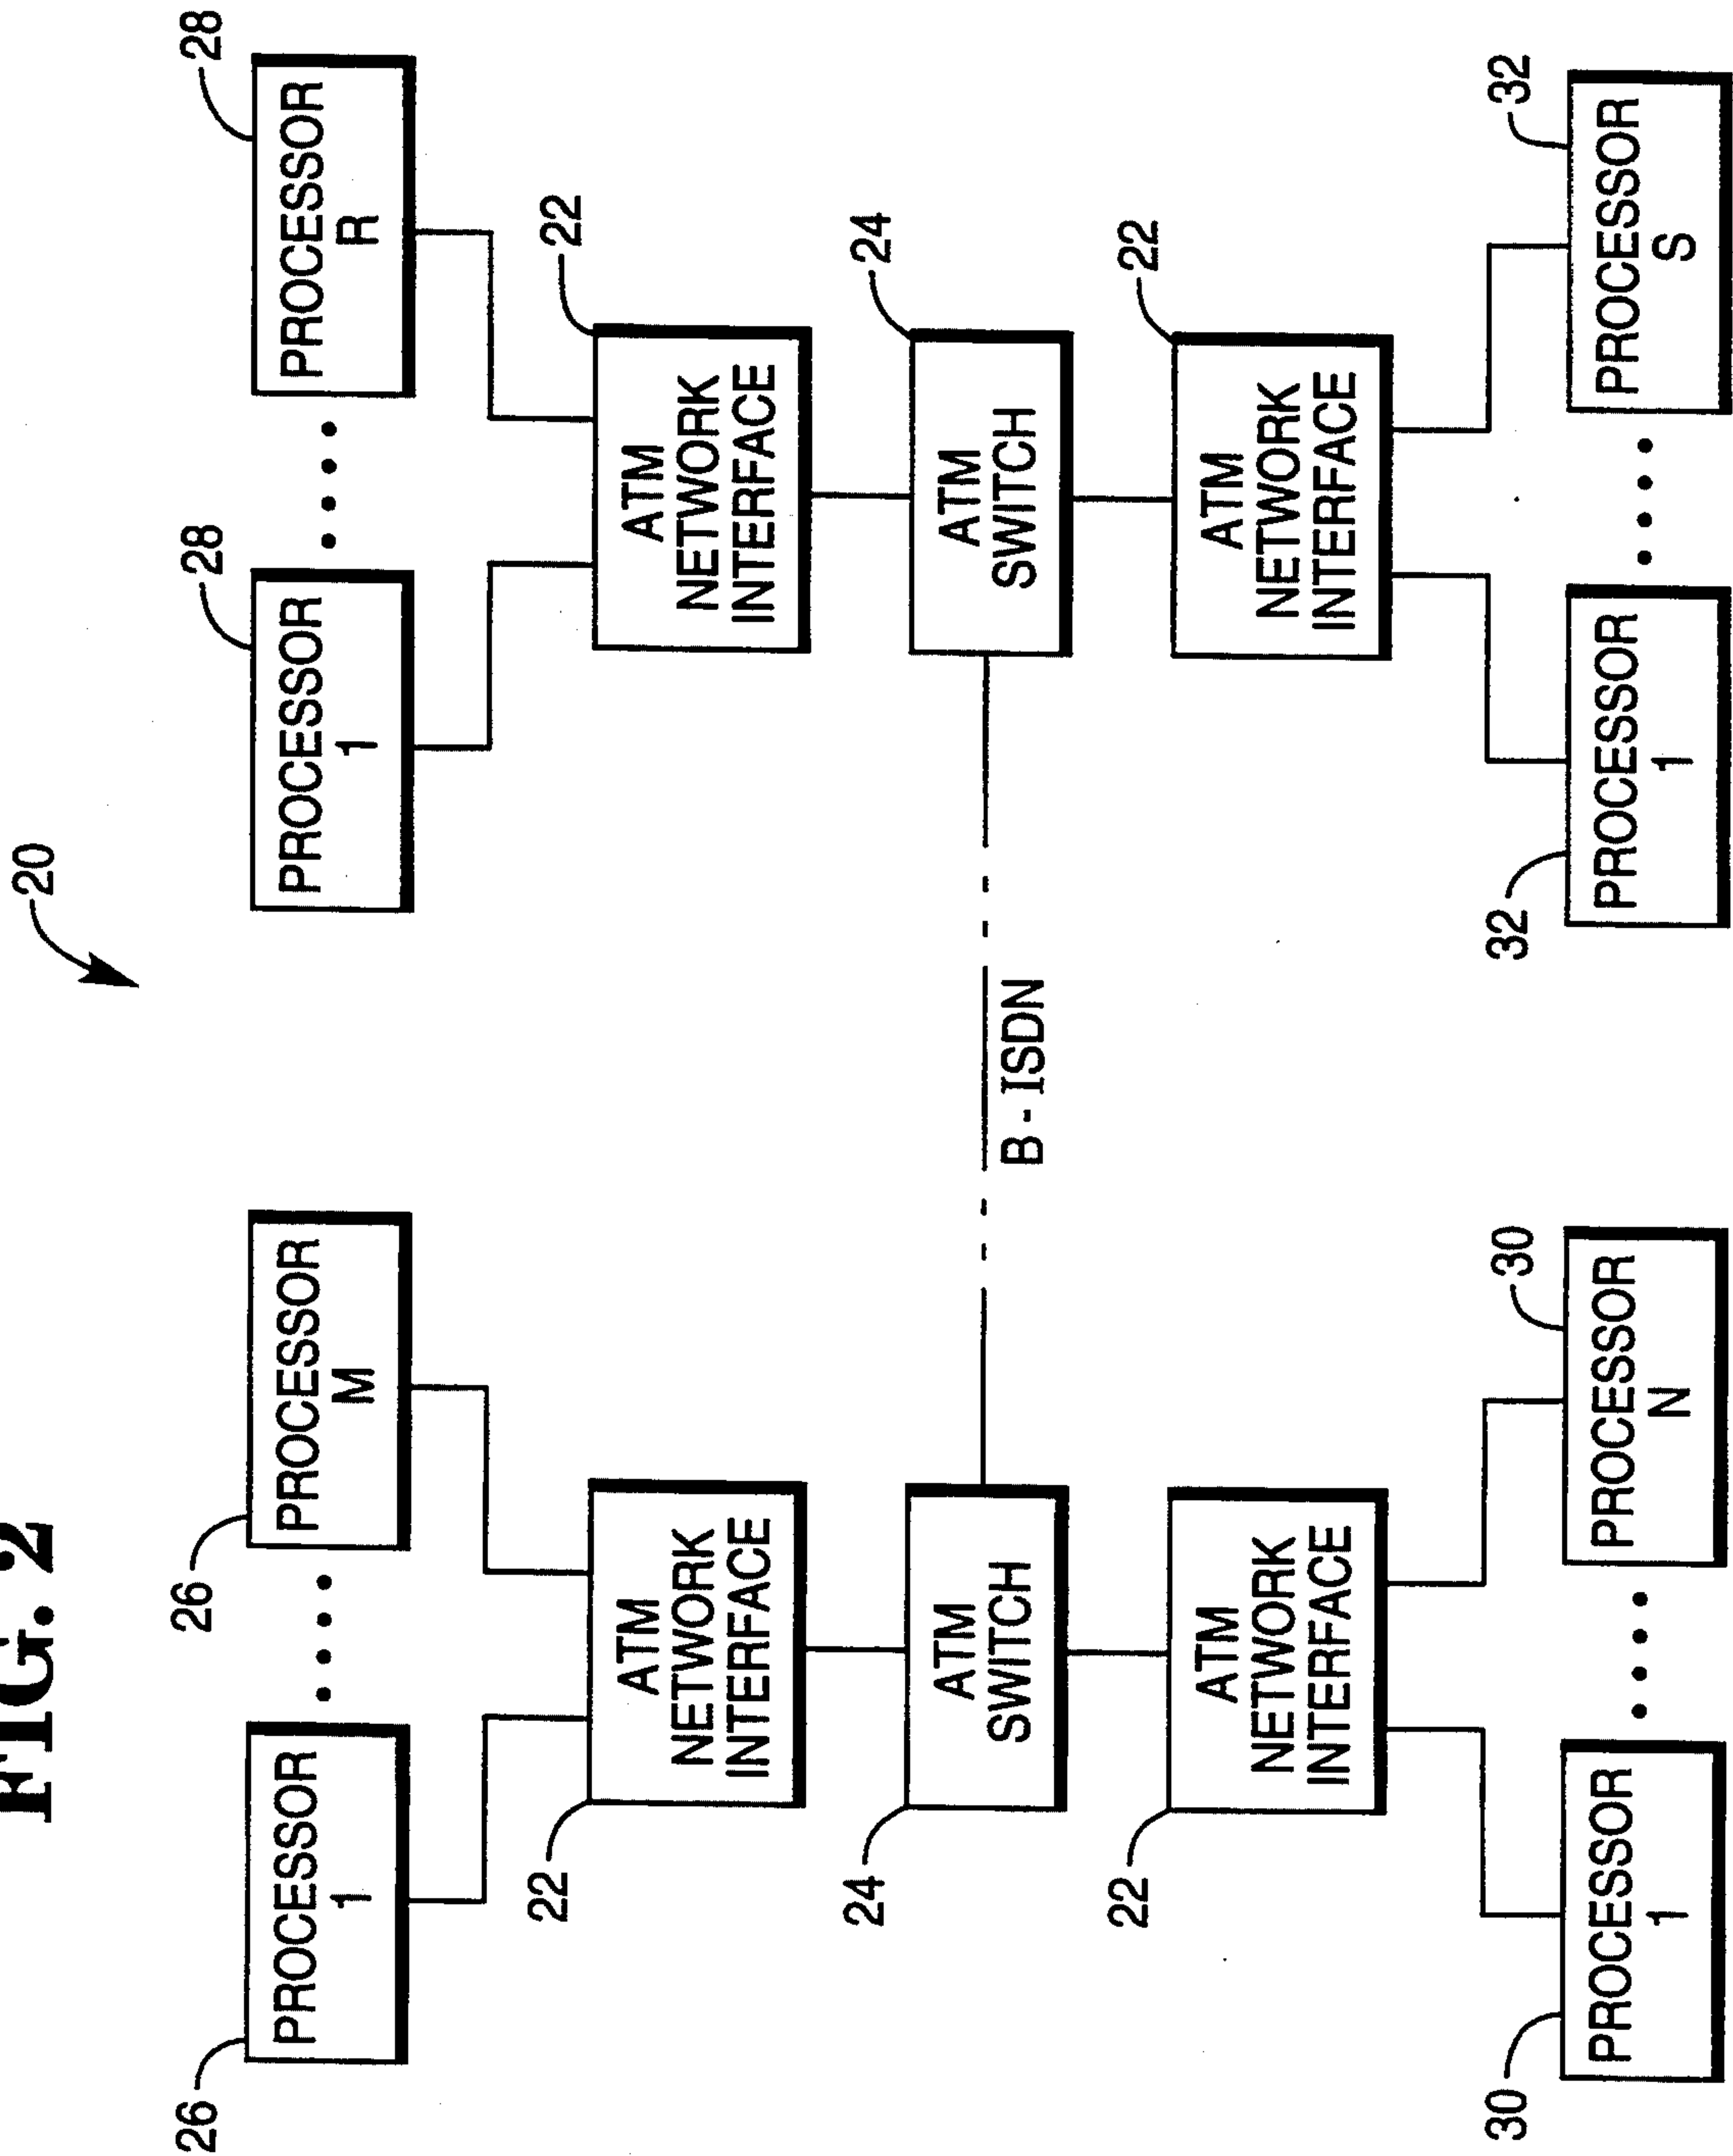 FIG. 2
20
26
26
28
28
PROCESSOR
1
PROCESSOR
M
PROCESSOR
1
PROCESSOR
R
22
ATM
NETWORK
INTERFACE
22
ATM
NETWORK
INTERFACE
24
ATM
SWITCH
B - ISDN
24
ATM
SWITCH
22
ATM
NETWORK
INTERFACE
22
ATM
NETWORK
INTERFACE
30
30
32
32
PROCESSOR
1
PROCESSOR
N
PROCESSOR
1
PROCESSOR
S